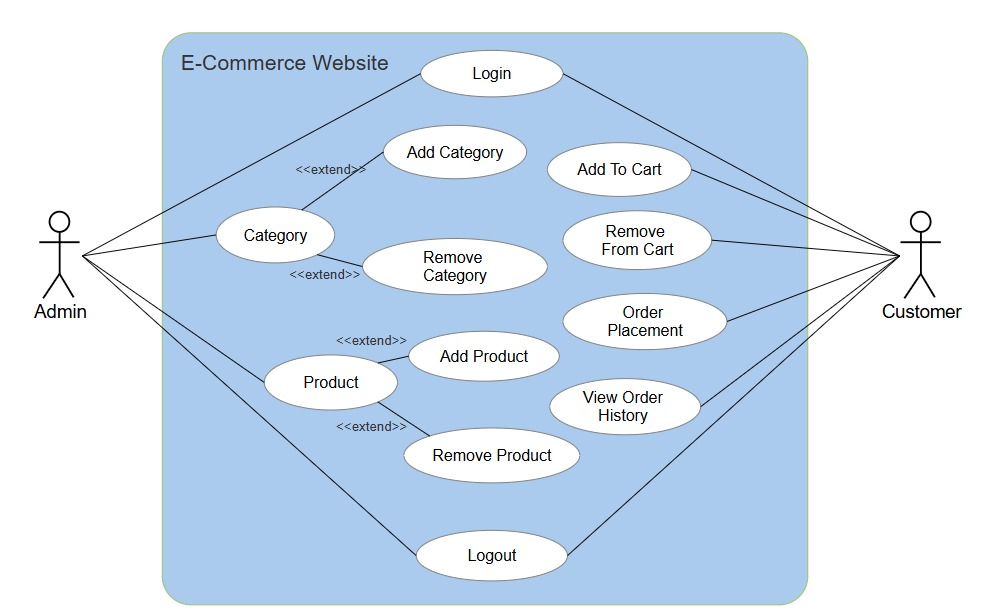 E-Commerce Website
Login
Add Category
<<extend>>
Add To Cart
Category
Remove
From Cart
Remove
Category
<<extend>>
Admin
Customer
Order
Placement
<<extend>>
Add Product
Product
View Order
History
<<extend>>
Remove Product
Logout